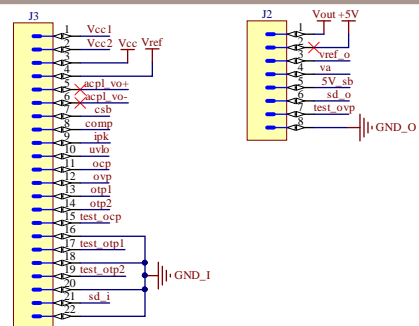 J3
1 Vcc1
2 Vcc2 Vcc Vref
3
4
5 acpl_vo+
6 acpl_vo-
7 csb
8 comp
9 ipk
10 uvlo
11 ocp
12 ovp
13 otp1
14 otp2
15 test_ocp
16
17 test_otp1
18
19 test_otp2 GND_I
20
21 sd_i
22
J2
Vout +5V
1
2
3 vref_o
4 va
5 5V_sb
6 sd_o
7 test_ovp
8 GND_O